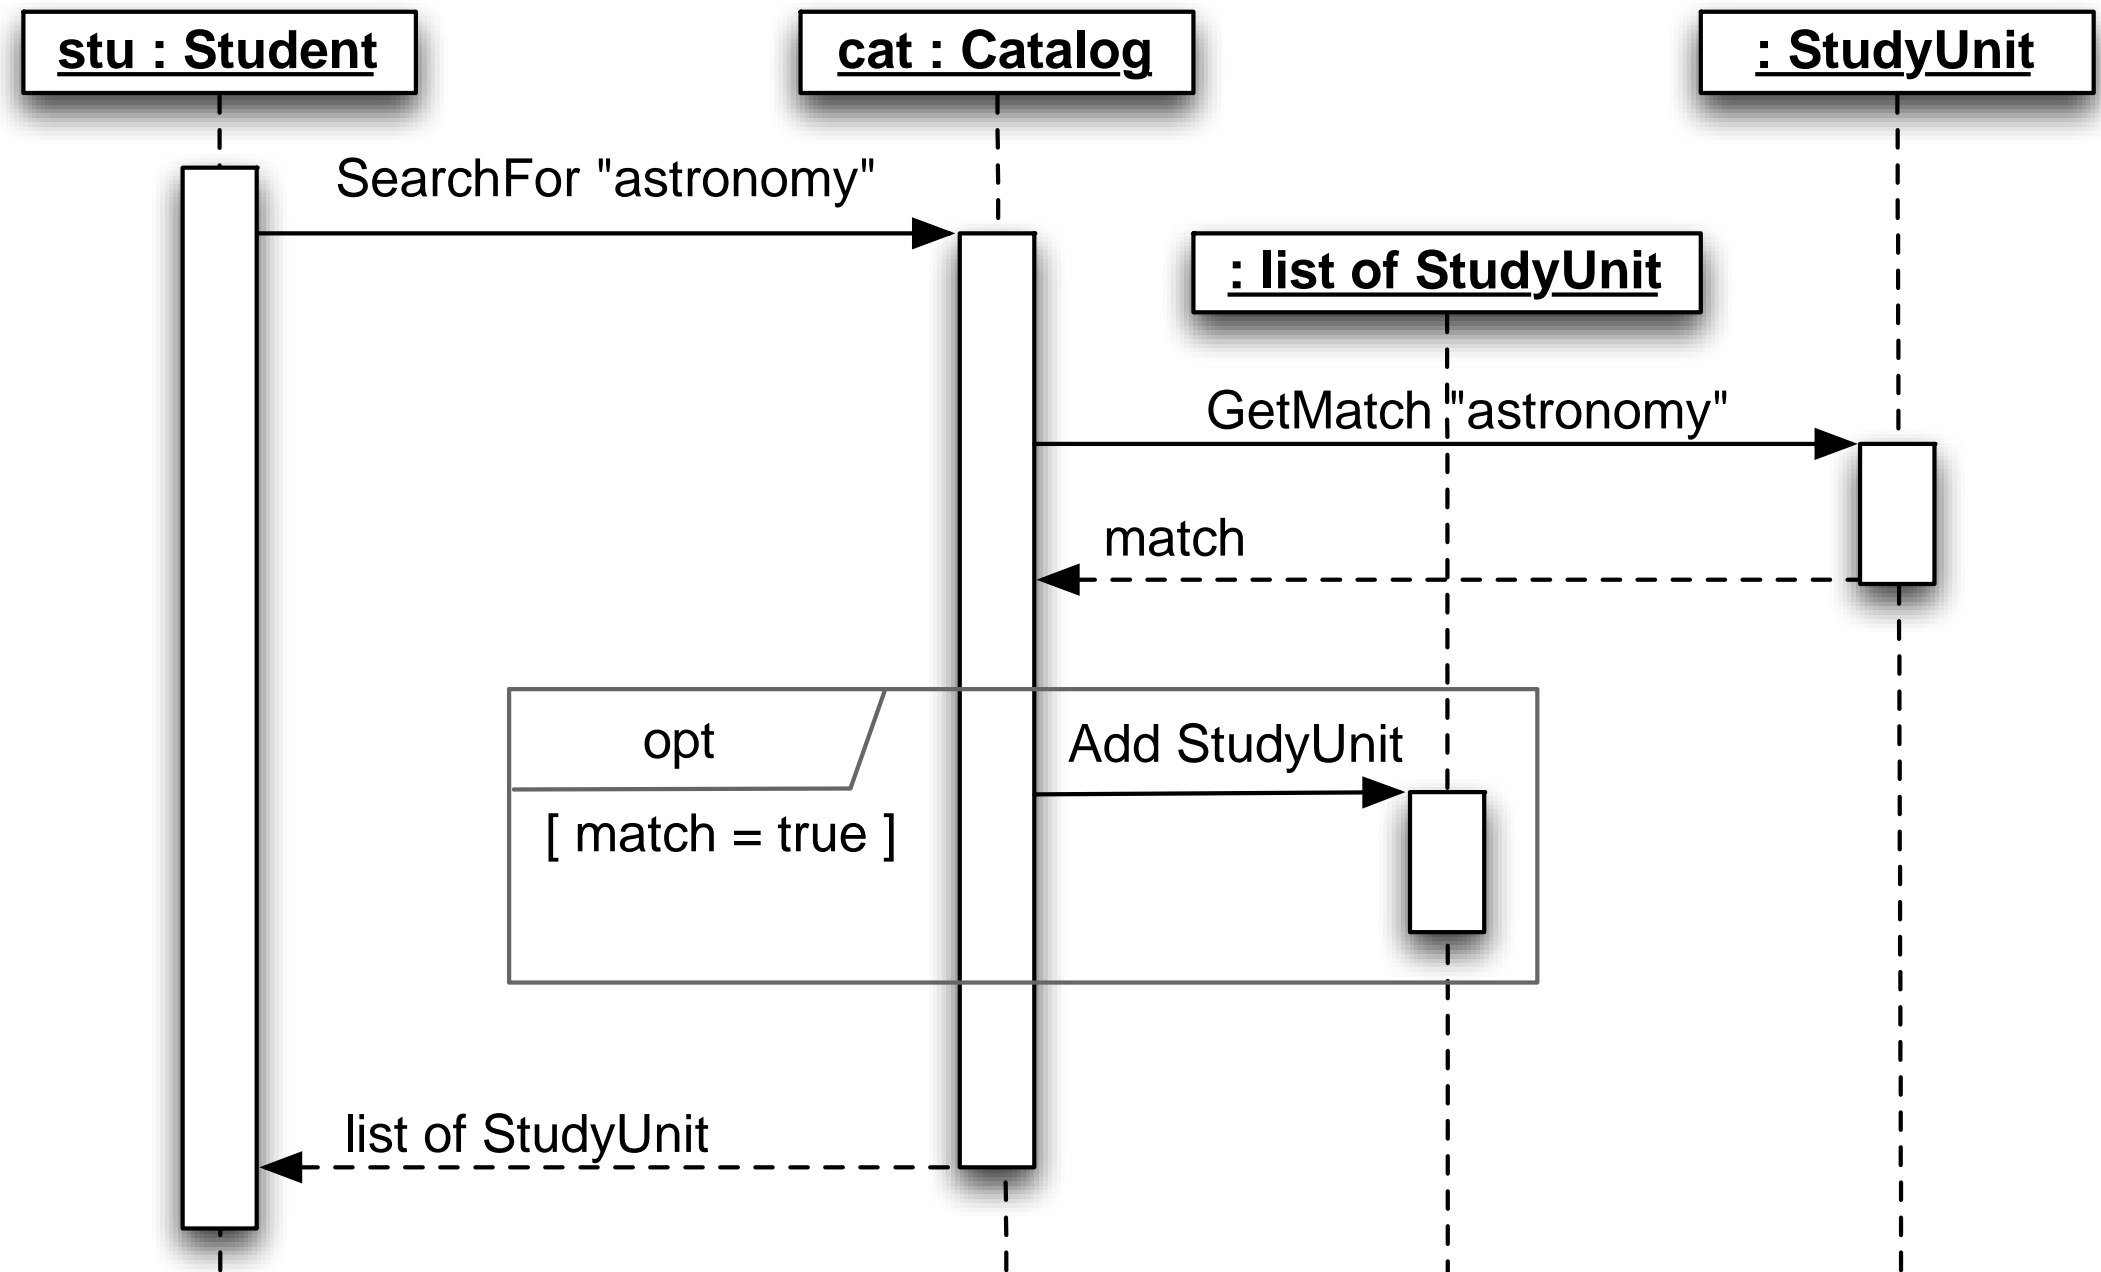 stu : Student
cat : Catalog
: StudyUnit
SearchFor "astronomy"
: list of StudyUnit
GetMatch "astronomy"
match
opt
Add StudyUnit
[ match = true ]
list of StudyUnit